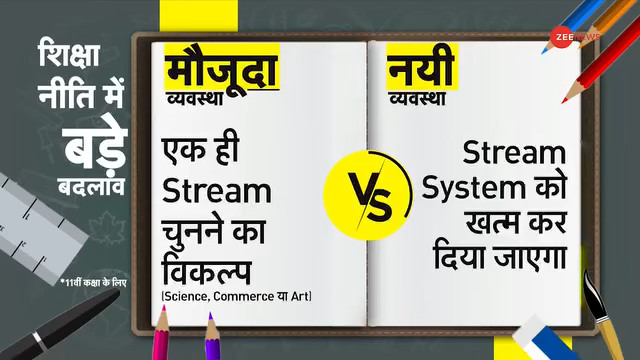 शिक्षा
नीति में
बड़े
बदलाव
*11वीं कक्षा के लिए
मौजूदा
व्यवस्था
एक ही
Stream
चुनने का
विकल्प
(Science, Commerce या Art)
VS
नयी
व्यवस्था
Stream
System को
खत्म कर
दिया जाएगा
ZEE NEWS